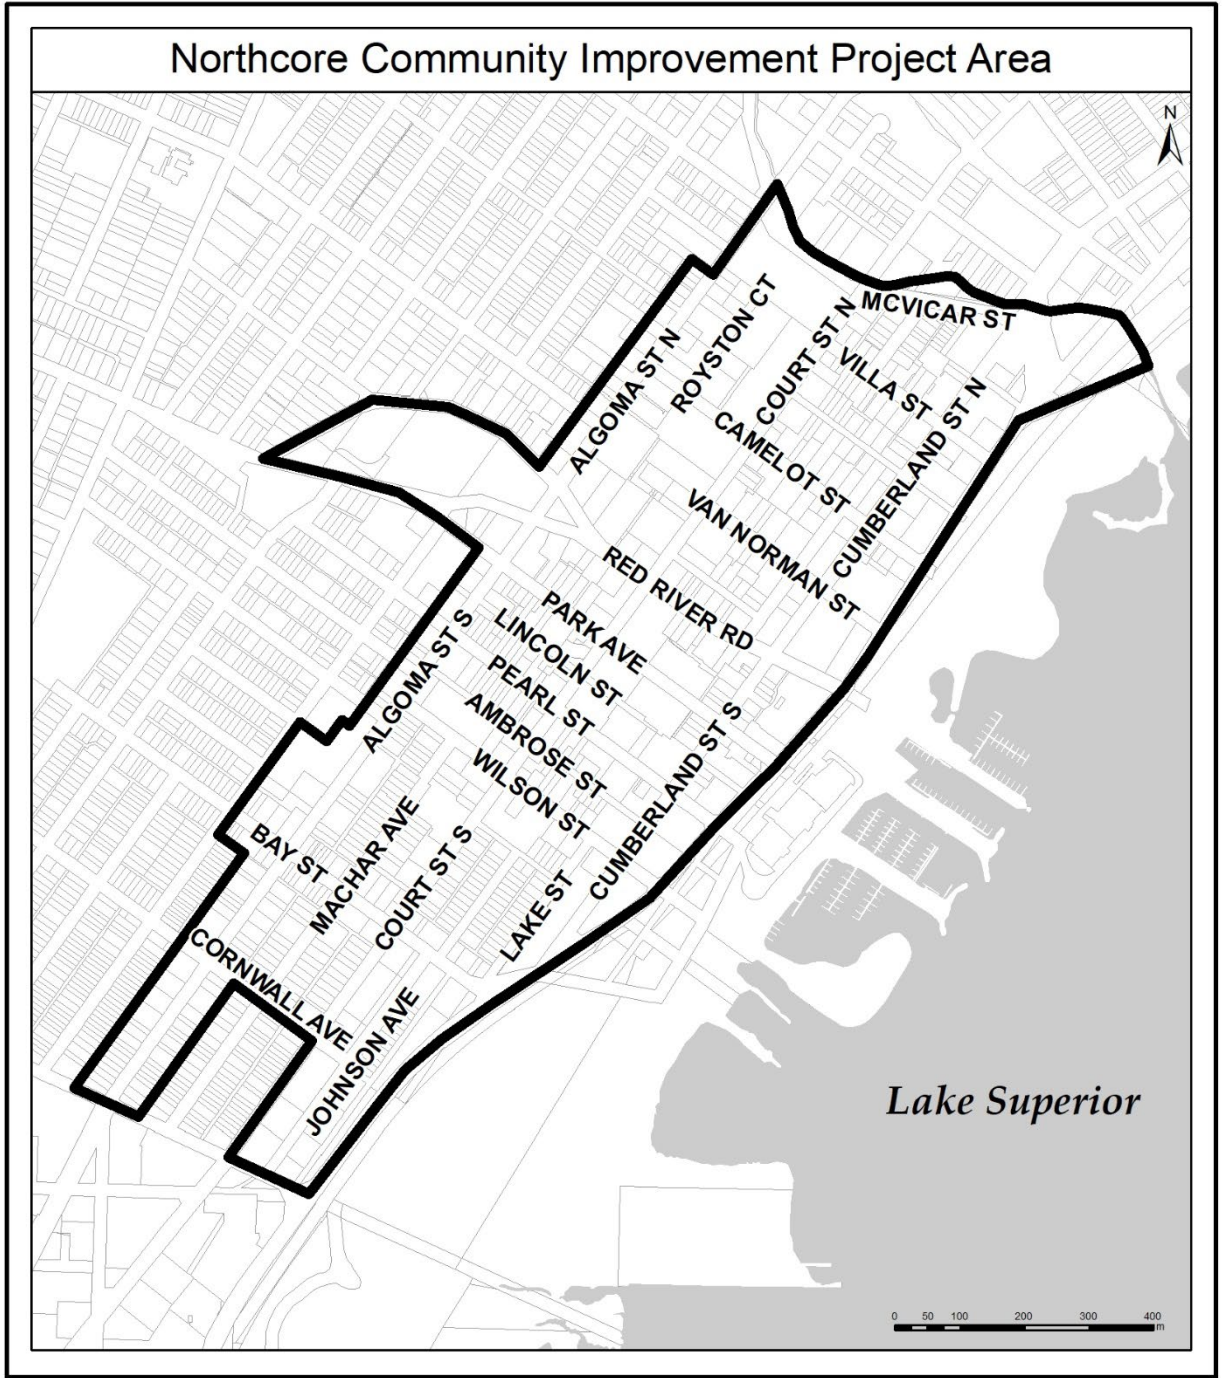 Northcore Community Improvement Project Area
N
MCVICAR ST
ROYSTON CT
COURT ST N
VILLA ST
ALGOMA ST N
CAMELOT ST
CUMBERLAND ST N
VAN NORMAN ST
RED RIVER RD
PARK AVE
LINCOLN ST
PEARL ST
ALGOMA ST S
AMBROSE ST
WILSON ST
CUMBERLAND ST S
BAY ST
MACHAR AVE
COURT ST S
LAKE ST
CORNWALL AVE
JOHNSON AVE
Lake Superior
0 50 100 200 300 400
m